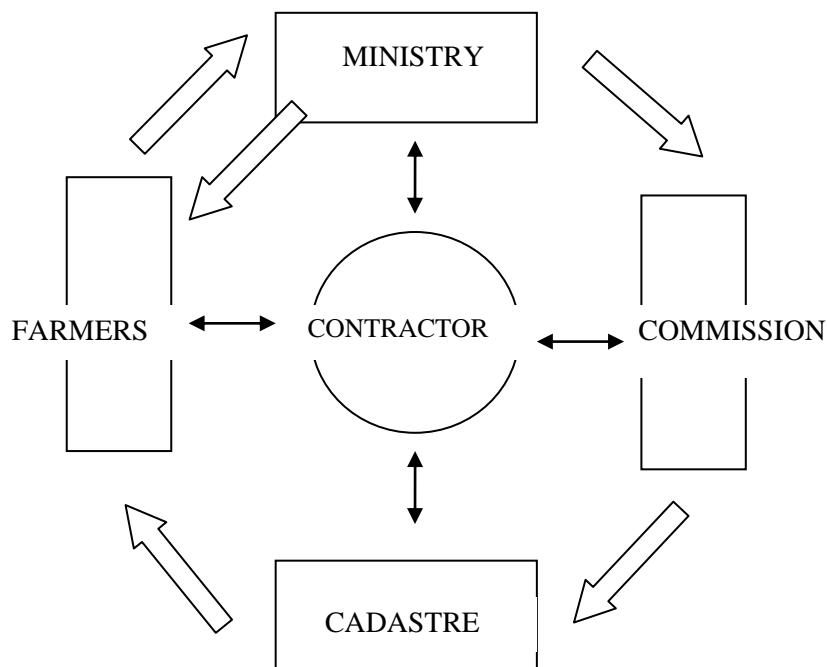 MINISTRY
FARMERS
CONTRACTOR
COMMISSION
CADASTRE